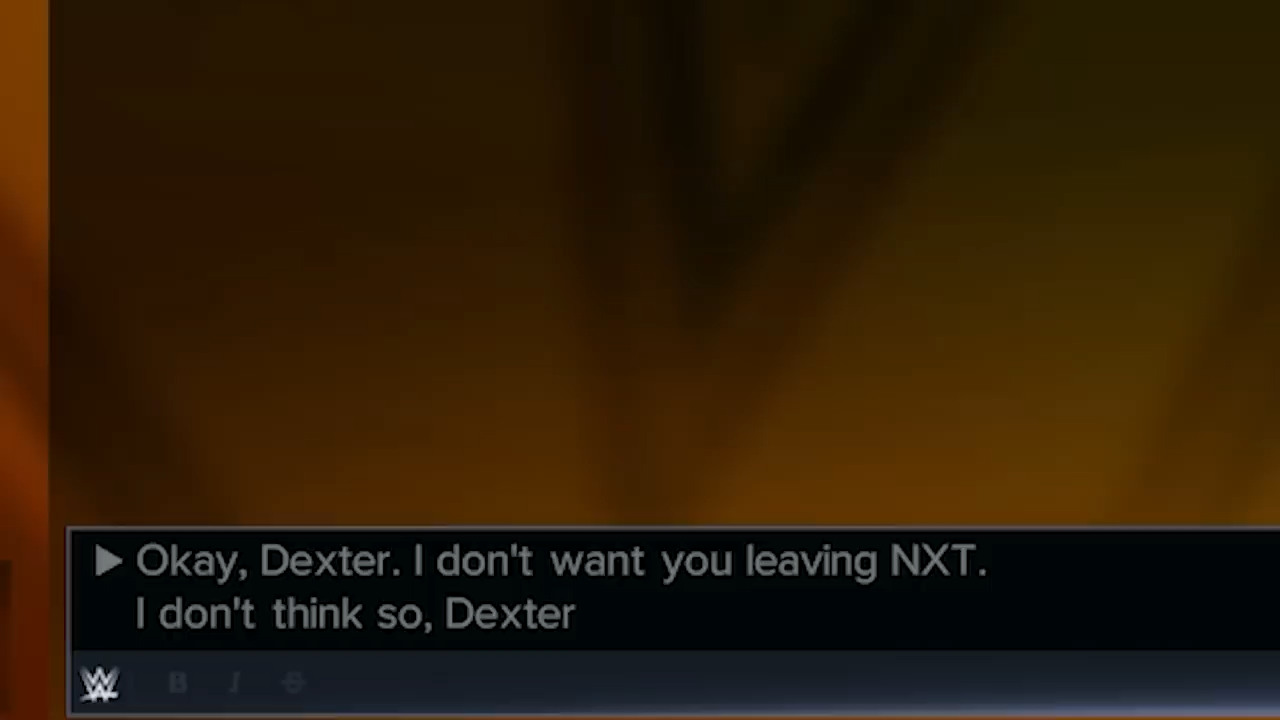 Okay, Dexter. I don't want you leaving NXT.
I don't think so, Dexter
W
B I S